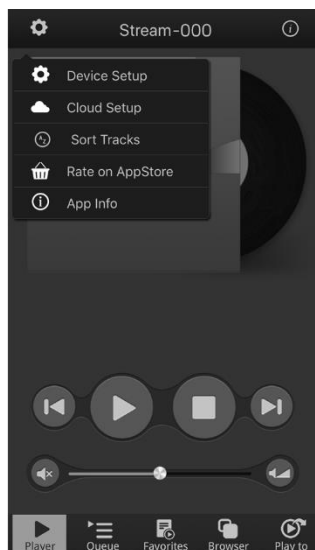 Stream-000
Device Setup
Cloud Setup
Sort Tracks
Rate on AppStore
App Info
Player Queue Favorites Browser Play to